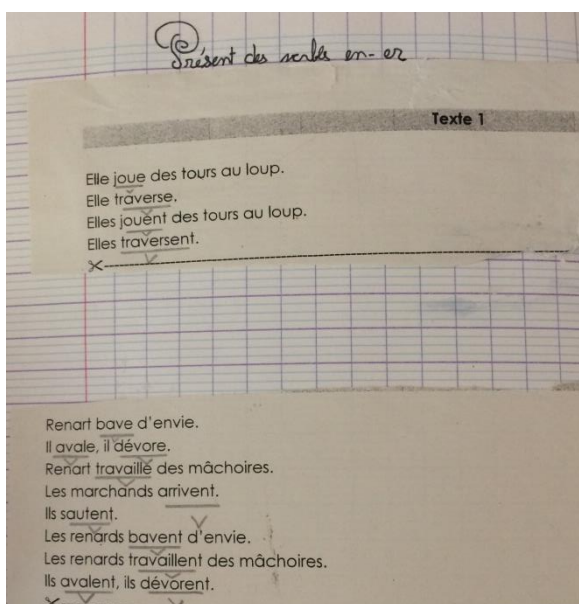 Présent des verbes en -er
Texte 1
Elle joue des tours au loup.
Elle traverse.
Elles jouent des tours au loup.
Elles traversent.
Renart bave d'envie.
Il avale, il dévore.
Renart travaille des mâchoires.
Les marchands arrivent.
Ils sautent.
Les renards bavent d'envie.
Les renards travaillent des mâchoires.
Ils avalent, ils dévorent.